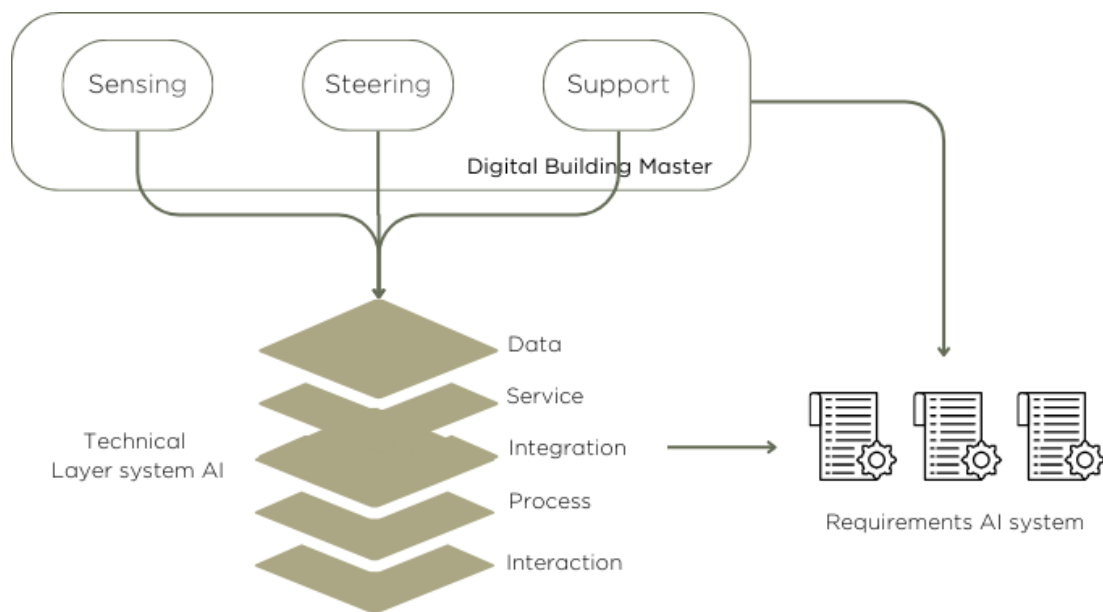 Sensing
Steering
Support
Digital Building Master
Data
Service
Integration
Process
Interaction
Technical
Layer system AI
Requirements AI system